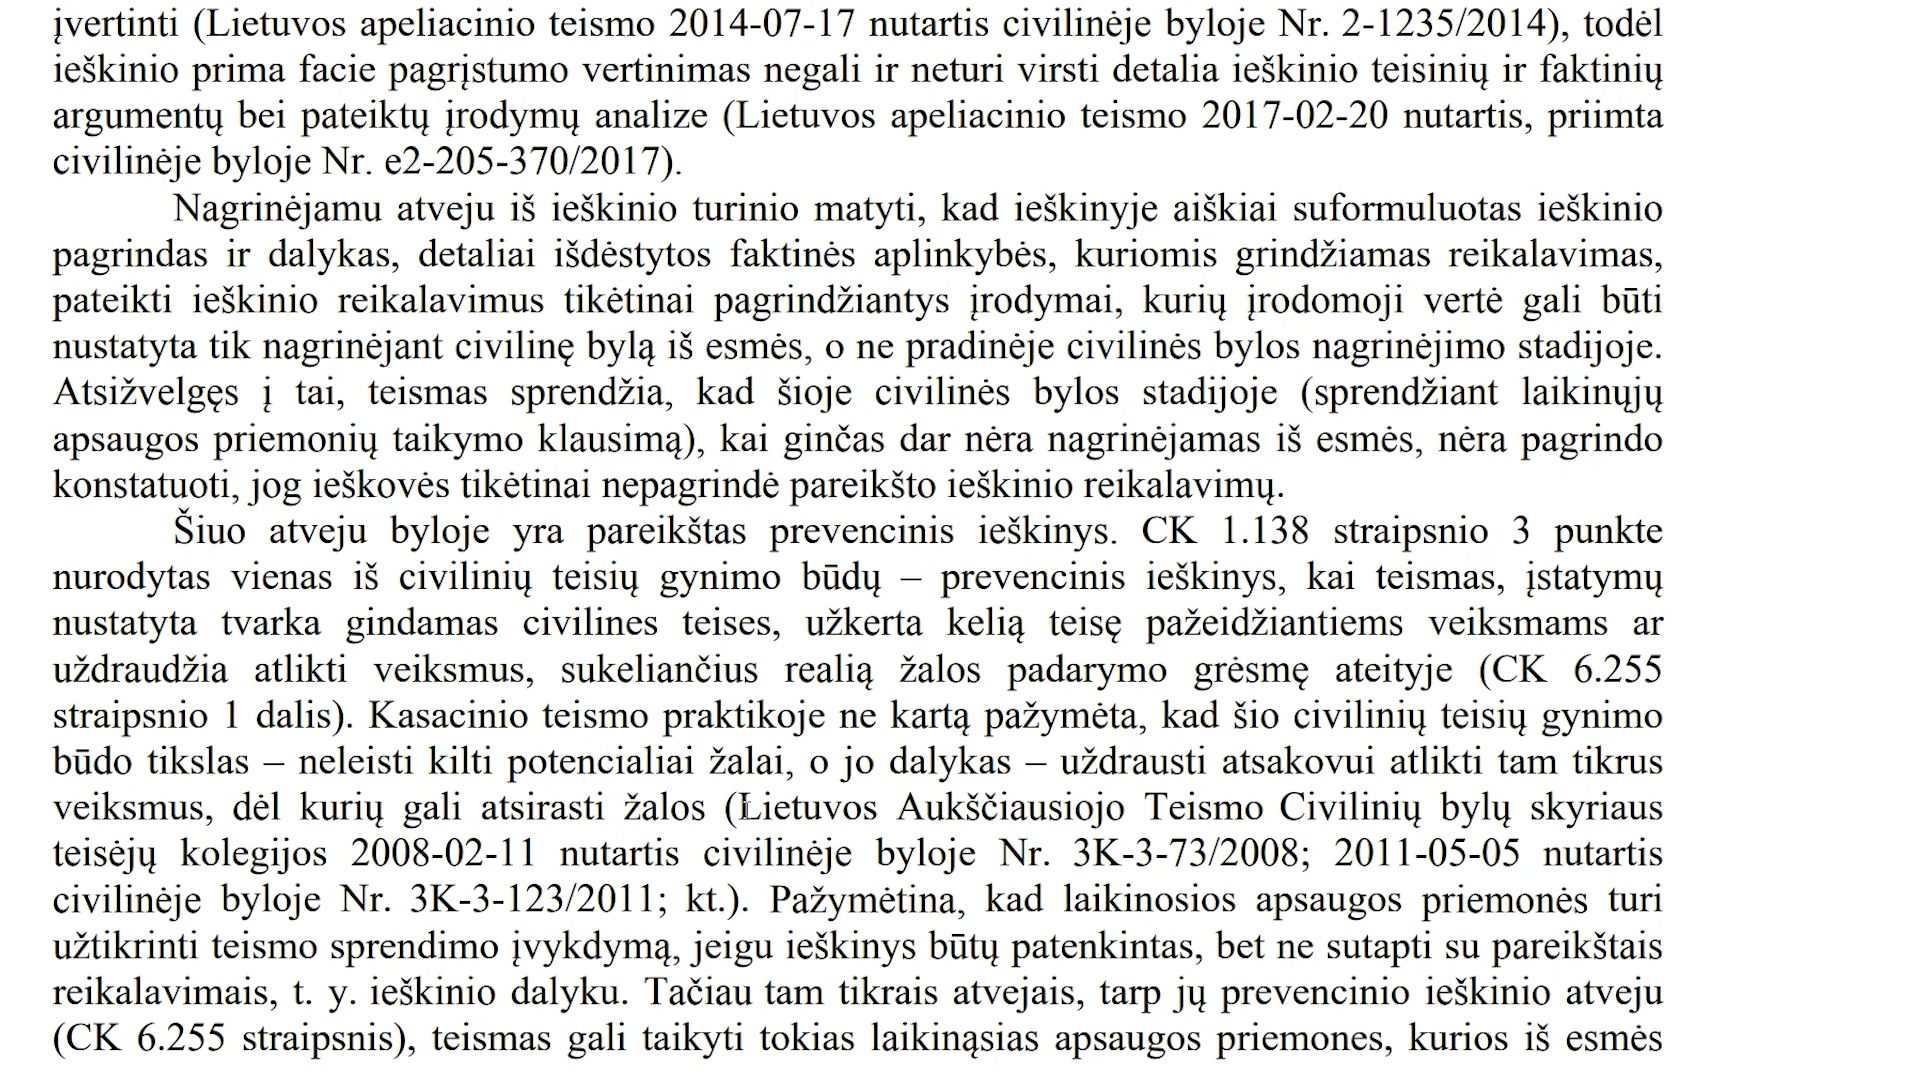 įvertinti (Lietuvos apeliacinio teismo 2014-07-17 nutartis civilinėje byloje Nr. 2-1235/2014), todėl
ieškinio prima facie pagrįstumo vertinimas negali ir neturi virsti detalia ieškinio teisinių ir faktinių
argumentų bei pateiktų įrodymų analize (Lietuvos apeliacinio teismo 2017-02-20 nutartis, priimta
civilinėje byloje Nr. e2-205-370/2017).
Nagrinėjamu atveju iš ieškinio turinio matyti, kad ieškinyje aiškiai suformuluotas ieškinio
pagrindas ir dalykas, detaliai išdėstytos faktinės aplinkybės, kuriomis grindžiamas reikalavimas,
pateikti ieškinio reikalavimus tikėtinai pagrindžiantys įrodymai, kurių įrodomoji vertė gali būti
nustatyta tik nagrinėjant civilinę bylą iš esmės, o ne pradinėje civilinės bylos nagrinėjimo stadijoje.
Atsižvelgęs į tai, teismas sprendžia, kad šioje civilinės bylos stadijoje (sprendžiant laikinųjų
apsaugos priemonių taikymo klausimą), kai ginčas dar nėra nagrinėjamas iš esmės, nėra pagrindo
konstatuoti, jog ieškovės tikėtinai nepagrindė pareikšto ieškinio reikalavimų.
Šiuo atveju byloje yra pareikštas prevencinis ieškinys. CK 1.138 straipsnio 3 punkte
nurodytas vienas iš civilinių teisių gynimo būdų – prevencinis ieškinys, kai teismas, įstatymų
nustatyta tvarka gindamas civilines teises, užkerta kelią teisę pažeidžiantiems veiksmams ar
uždraudžia atlikti veiksmus, sukeliančius realią žalos padarymo grėsmę ateityje (CK 6.255
straipsnio 1 dalis). Kasacinio teismo praktikoje ne kartą pažymėta, kad šio civilinių teisių gynimo
būdo tikslas – neleisti kilti potencialiai žalai, o jo dalykas – uždrausti atsakovui atlikti tam tikrus
veiksmus, dėl kurių gali atsirasti žalos (Lietuvos Aukščiausiojo Teismo Civilinių bylų skyriaus
teisėjų kolegijos 2008-02-11 nutartis civilinėje byloje Nr. 3K-3-73/2008; 2011-05-05 nutartis
civilinėje byloje Nr. 3K-3-123/2011; kt.). Pažymėtina, kad laikinosios apsaugos priemonės turi
užtikrinti teismo sprendimo įvykdymą, jeigu ieškinys būtų patenkintas, bet ne sutapti su pareikštais
reikalavimais, t. y. ieškinio dalyku. Tačiau tam tikrais atvejais, tarp jų prevencinio ieškinio atveju
(CK 6.255 straipsnis), teismas gali taikyti tokias laikinąsias apsaugos priemones, kurios iš esmės